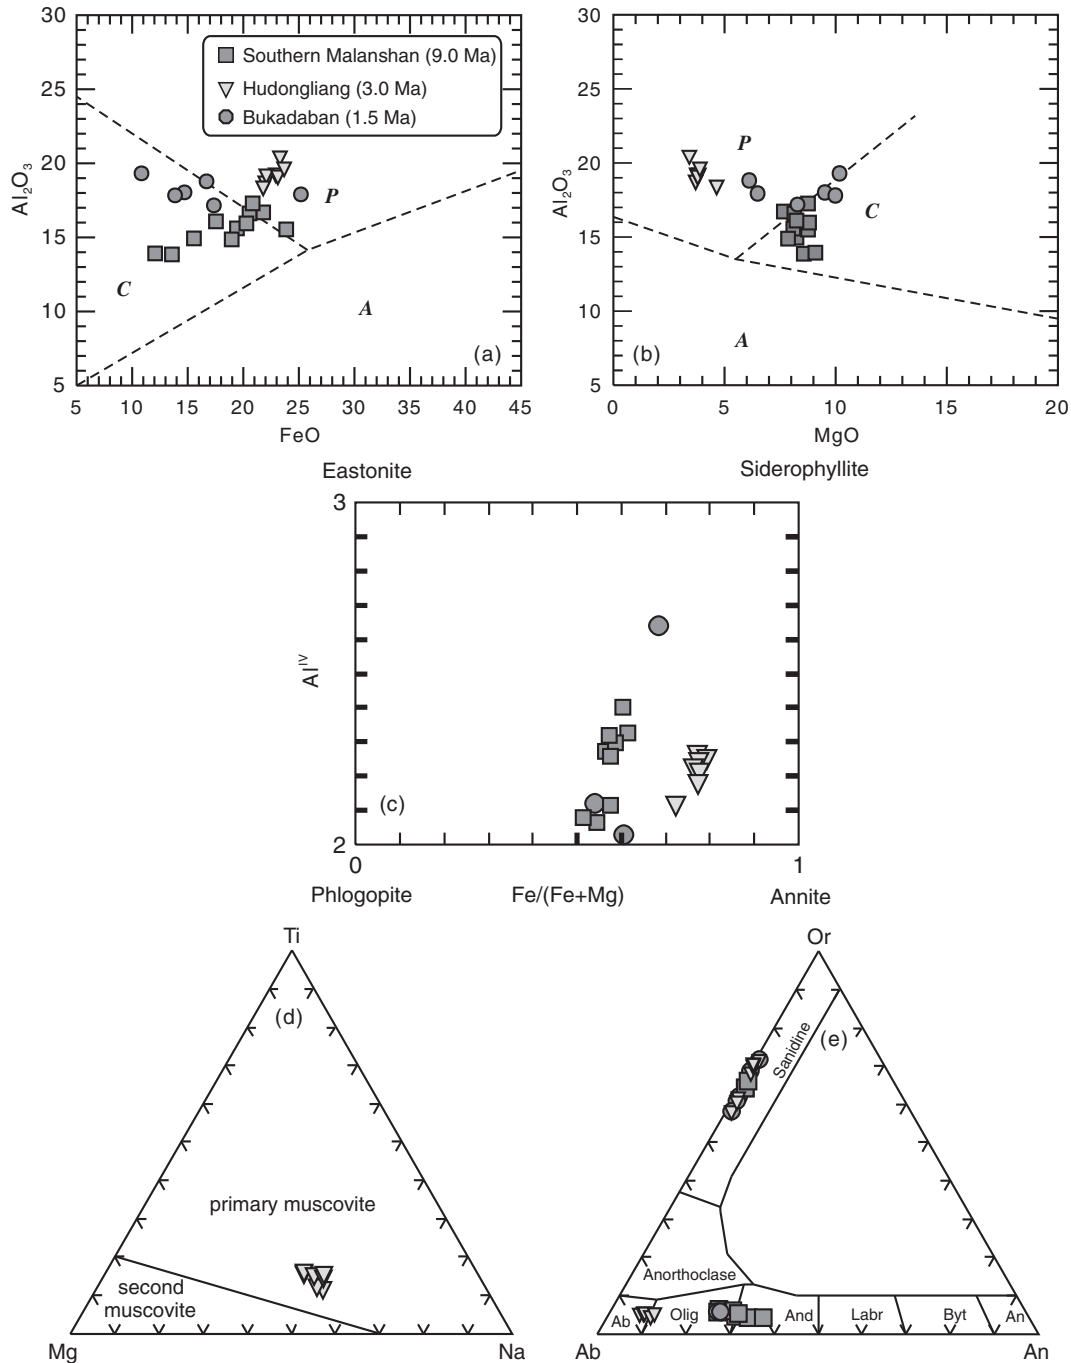 30
25
20
15
10
5
Al2O3
Southern Malanshan (9.0 Ma)
Hudongliang (3.0 Ma)
Bukadaban (1.5 Ma)
P
C
A
(a)
5 10 15 20 25 30 35 40 45
FeO
30
25
20
15
10
5
Al2O3
P
C
A
(b)
0 5 10 15 20
MgO
Eastonite Siderophyllite
3
AlIV
(c)
2
0 1
Phlogopite Fe/(Fe+Mg) Annite
Ti
(d)
primary muscovite
second
muscovite
Mg Na
Or
(e)
Sanidine
Anorthoclase
Ab Olig And Labr Byt An
Ab An